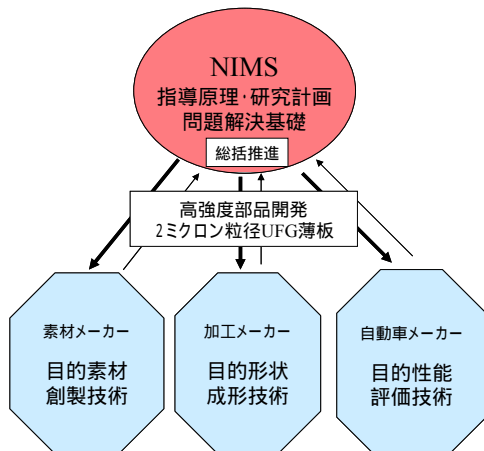 NIMS
指導原理・研究計画
問題解決基礎
総括推進
高強度部品開発
2ミクロン粒径UFG薄板
素材メーカー
目的素材
創製技術
加工メーカー
目的形状
成形技術
自動車メーカー
目的性能
評価技術